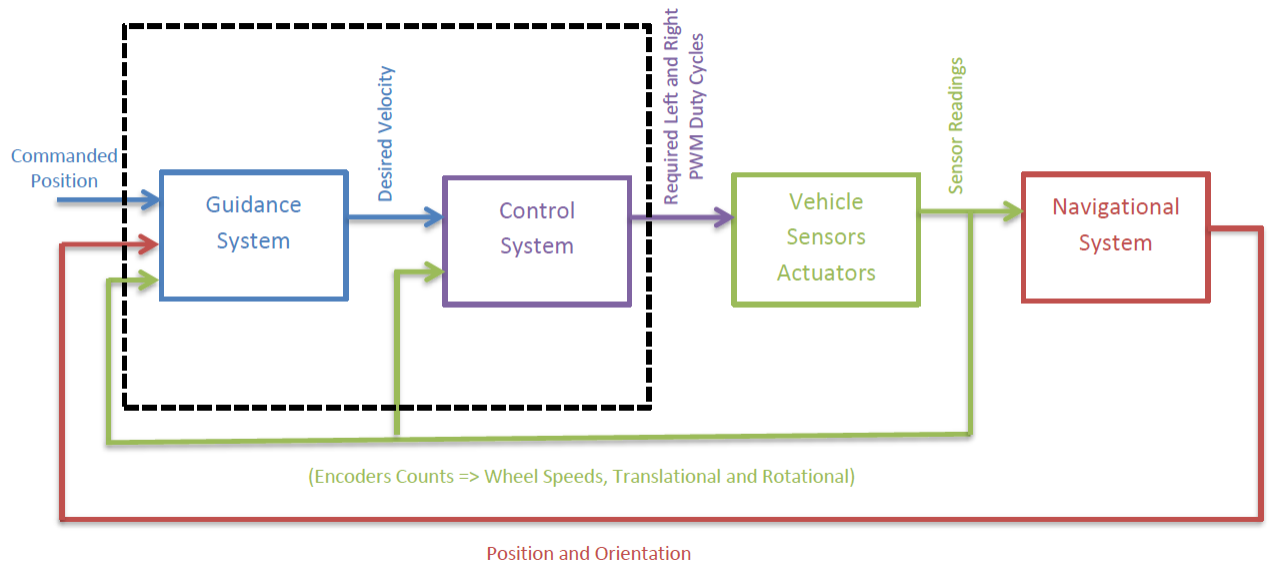 Commanded
Position
Guidance
System
Desired Velocity
Control
System
Required Left and Right
PWM Duty Cycles
Vehicle
Sensors
Actuators
Sensor Readings
Navigational
System
(Encoders Counts => Wheel Speeds, Translational and Rotational)
Position and Orientation